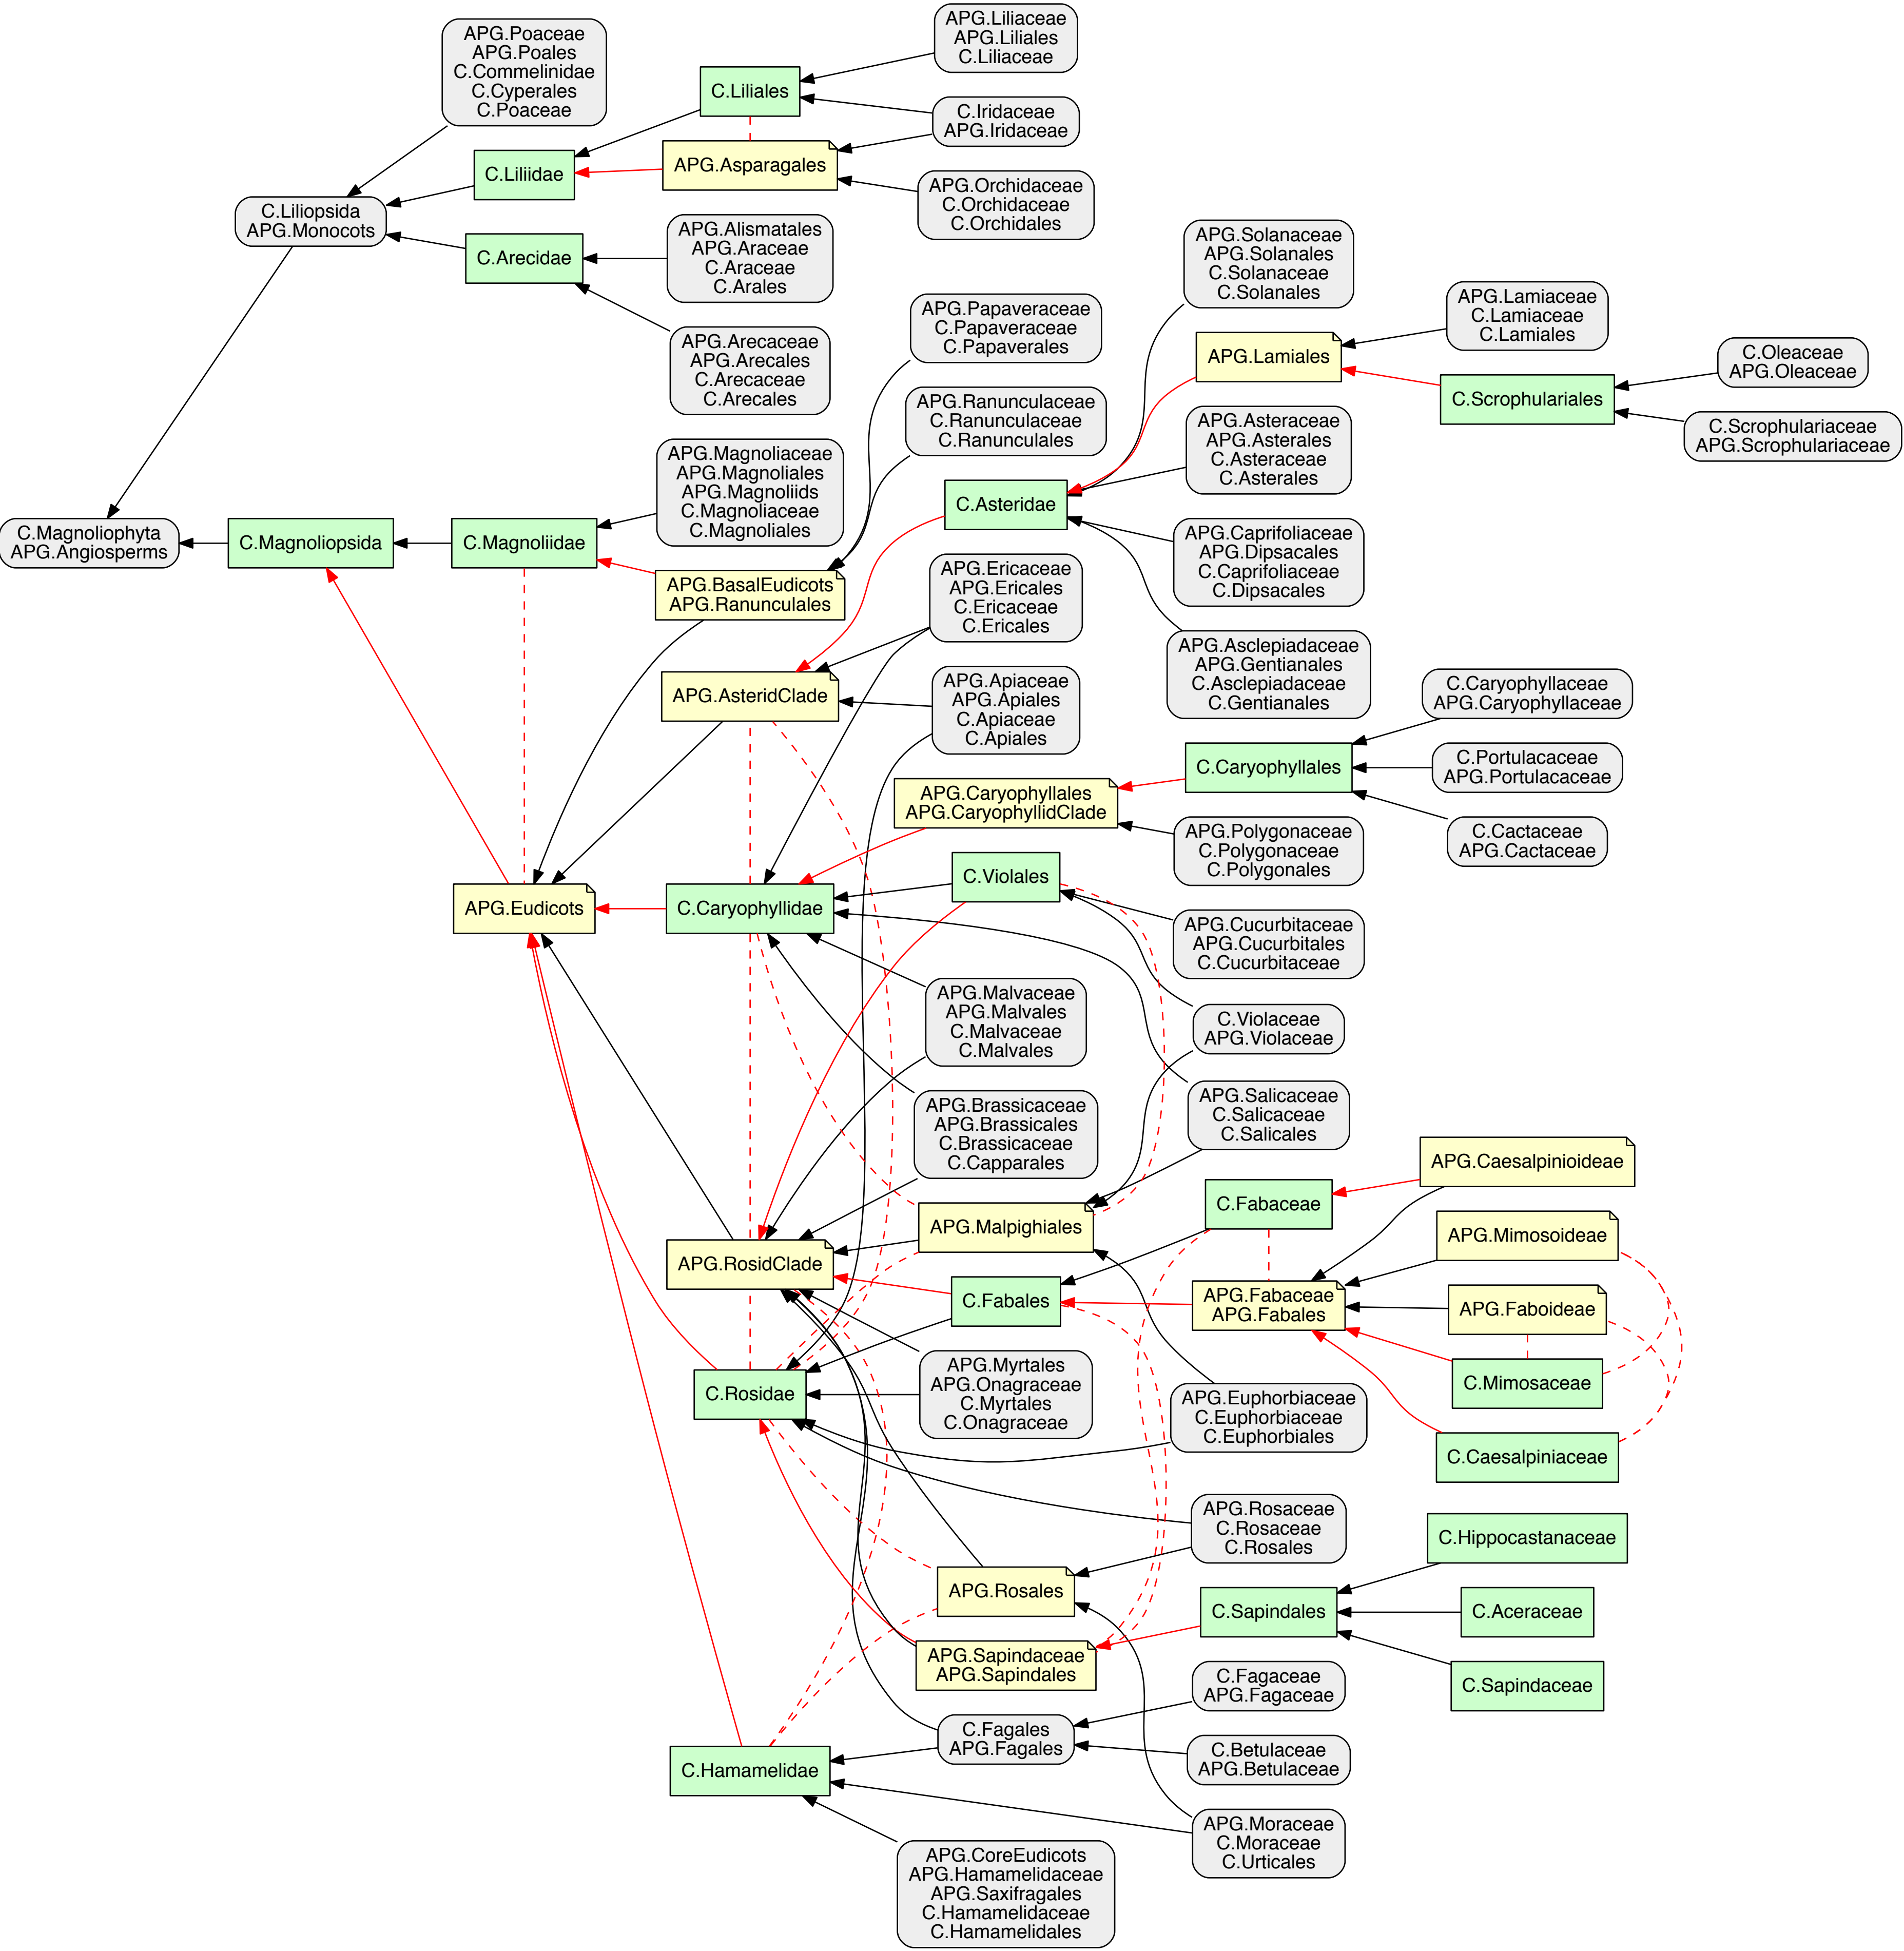 APG.Poaceae
APG.Poales
C.Commelinidae
C.Cyperales
C.Poaceae
C.Liliopsida
APG.Monocots
C.Magnoliophyta
APG.Angiosperms
C.Magnoliopsida
C.Liliidae
C.Arecidae
C.Magnoliidae
APG.Eudicots
C.Liliales
APG.Asparagales
APG.Alismatales
APG.Araceae
C.Araceae
C.Arales
APG.Arecaceae
APG.Arecales
C.Arecaceae
C.Arecales
APG.Magnoliaceae
APG.Magnoliales
APG.Magnoliids
C.Magnoliaceae
C.Magnoliales
APG.BasalEudicots
APG.Ranunculales
APG.AsteridClade
C.Caryophyllidae
APG.RosidClade
C.Rosidae
C.Hamamelidae
APG.Liliaceae
APG.Liliales
C.Liliaceae
C.Iridaceae
APG.Iridaceae
APG.Orchidaceae
C.Orchidaceae
C.Orchidales
APG.Papaveraceae
C.Papaveraceae
C.Papaverales
APG.Ranunculaceae
C.Ranunculaceae
C.Ranunculales
C.Asteridae
APG.Ericaceae
APG.Ericales
C.Ericaceae
C.Ericales
APG.Apiaceae
APG.Apiales
C.Apiaceae
C.Apiales
APG.Caryophyllales
APG.CaryophyllidClade
C.Violales
APG.Malvaceae
APG.Malvales
C.Malvaceae
C.Malvales
APG.Brassicaceae
APG.Brassicales
C.Brassicaceae
C.Capparales
APG.Malpighiales
C.Fabales
APG.Myrtales
APG.Onagraceae
C.Myrtales
C.Onagraceae
APG.Rosales
APG.Sapindaceae
APG.Sapindales
C.Fagales
APG.Fagales
APG.CoreEudicots
APG.Hamamelidaceae
APG.Saxifragales
C.Hamamelidaceae
C.Hamamelidales
APG.Solanaceae
APG.Solanales
C.Solanaceae
C.Solanales
APG.Lamiales
APG.Asteraceae
APG.Asterales
C.Asteraceae
C.Asterales
APG.Caprifoliaceae
APG.Dipsacales
C.Caprifoliaceae
C.Dipsacales
APG.Asclepiadaceae
APG.Gentianales
C.Asclepiadaceae
C.Gentianales
C.Caryophyllales
APG.Polygonaceae
C.Polygonaceae
C.Polygonales
APG.Cucurbitaceae
APG.Cucurbitales
C.Cucurbitaceae
C.Violaceae
APG.Violaceae
APG.Salicaceae
C.Salicaceae
C.Salicales
C.Fabaceae
APG.Fabaceae
APG.Fabales
APG.Euphorbiaceae
C.Euphorbiaceae
C.Euphorbiales
APG.Rosaceae
C.Rosaceae
C.Rosales
C.Sapindales
C.Fagaceae
APG.Fagaceae
C.Betulaceae
APG.Betulaceae
APG.Moraceae
C.Moraceae
C.Urticales
APG.Lamiaceae
C.Lamiaceae
C.Lamiales
C.Scrophulariales
C.Caryophyllaceae
APG.Caryophyllaceae
C.Portulacaceae
APG.Portulacaceae
C.Cactaceae
APG.Cactaceae
APG.Caesalpinioideae
APG.Mimosoideae
APG.Faboideae
C.Mimosaceae
C.Caesalpiniaceae
C.Hippocastanaceae
C.Aceraceae
C.Sapindaceae
C.Oleaceae
APG.Oleaceae
C.Scrophulariaceae
APG.Scrophulariaceae